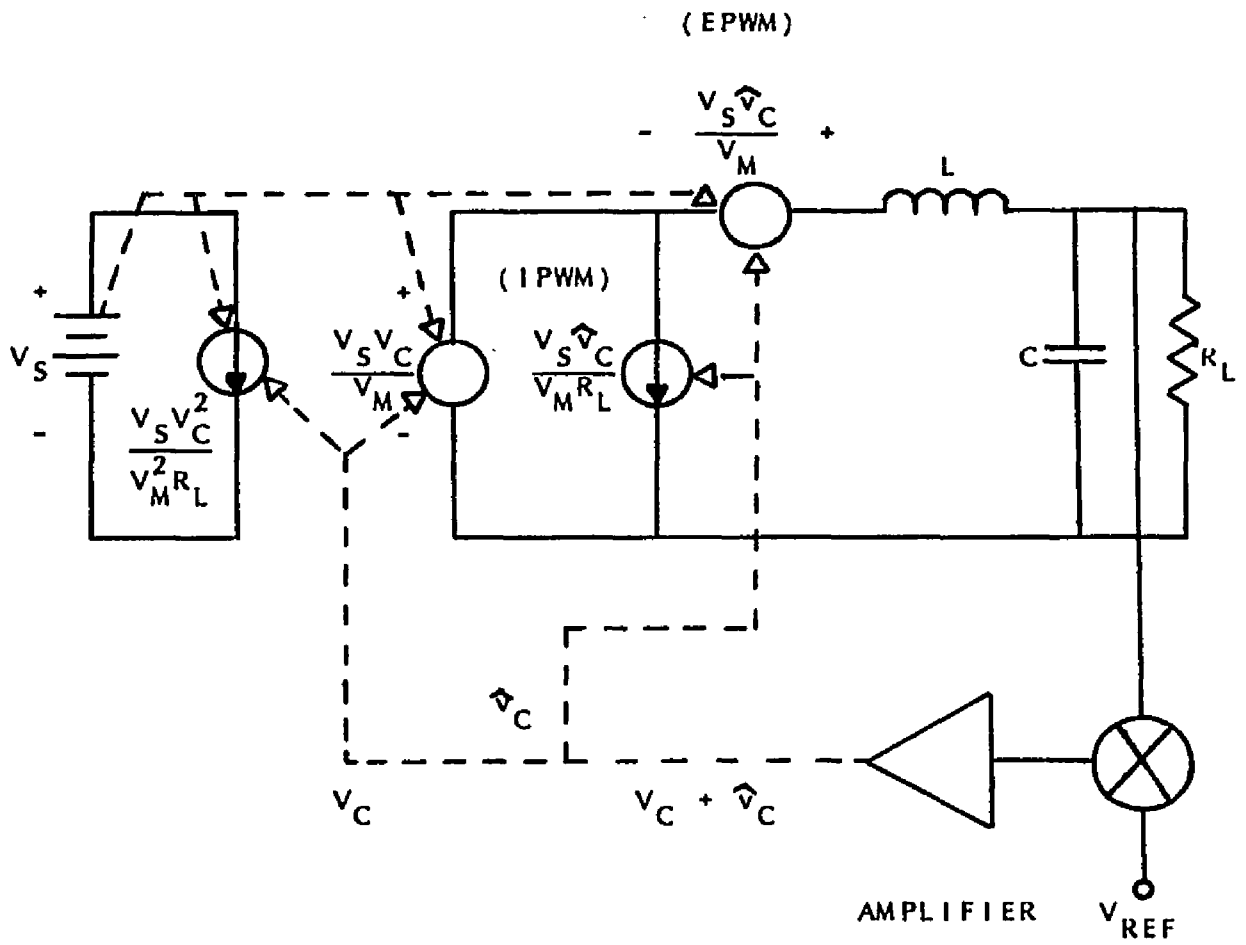 (EPWM)
- V_S v̂_C / V_M +
L
(IPWM)
+
V_S
-
V_S V_C^2 / V_M^2 R_L
+
V_S V_C / V_M
-
V_S v̂_C / V_M R_L
C
R_L
v̂_C
V_C
V_C + v̂_C
AMPLIFIER
V_REF